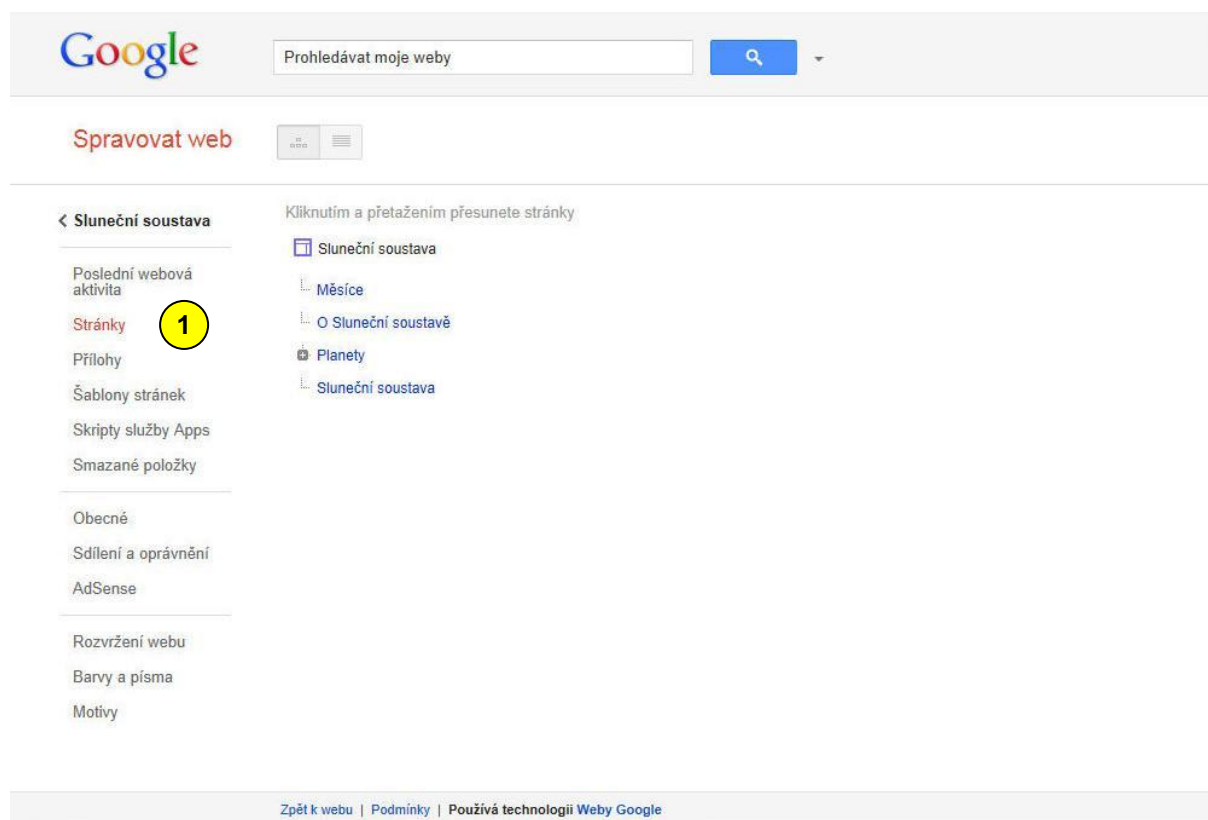 Google
Prohledávat moje weby
Spravovat web
Sluneční soustava
Kliknutím a přetažením přesunete stránky
Sluneční soustava
Poslední webová
aktivita
Měsíce
Stránky
1
O Sluneční soustavě
Přílohy
Planety
Šablony stránek
Sluneční soustava
Skripty služby Apps
Smazané položky
Obecné
Sdílení a oprávnění
AdSense
Rozvržení webu
Barvy a písma
Motivy
Zpět k webu | Podmínky | Používá technologii Weby Google